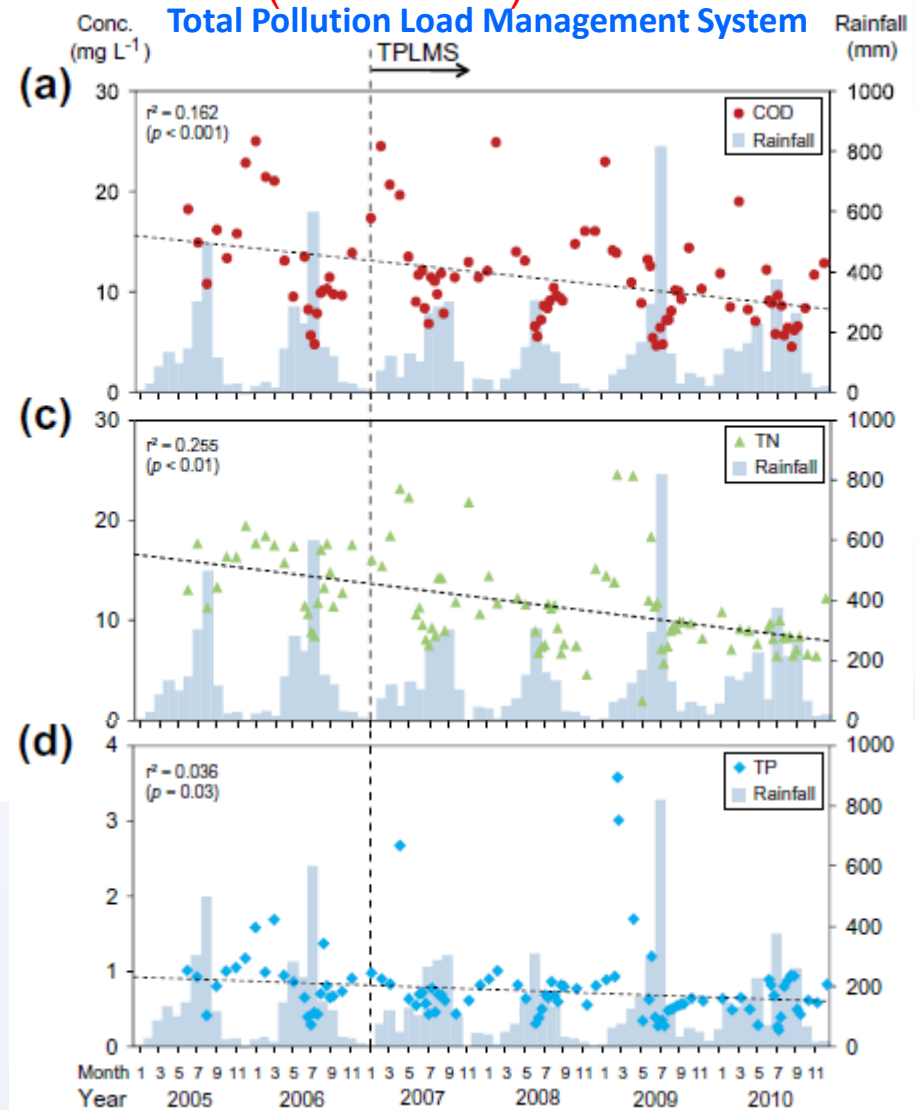 Total Pollution Load Management System
Conc.
(mg L⁻¹)
Rainfall
(mm)
TPLMS
(a)
30
20
10
0
r² = 0.162
(p < 0.001)
COD
Rainfall
1000
800
600
400
200
0
(c)
30
20
10
0
r² = 0.255
(p < 0.01)
TN
Rainfall
1000
800
600
400
200
0
(d)
4
3
2
1
0
r² = 0.036
(p = 0.03)
TP
Rainfall
1000
800
600
400
200
0
Month 1 3 5 7 9 11 1 3 5 7 9 11 1 3 5 7 9 11 1 3 5 7 9 11 1 3 5 7 9 11 1 3 5 7 9 11
Year 2005 2006 2007 2008 2009 2010